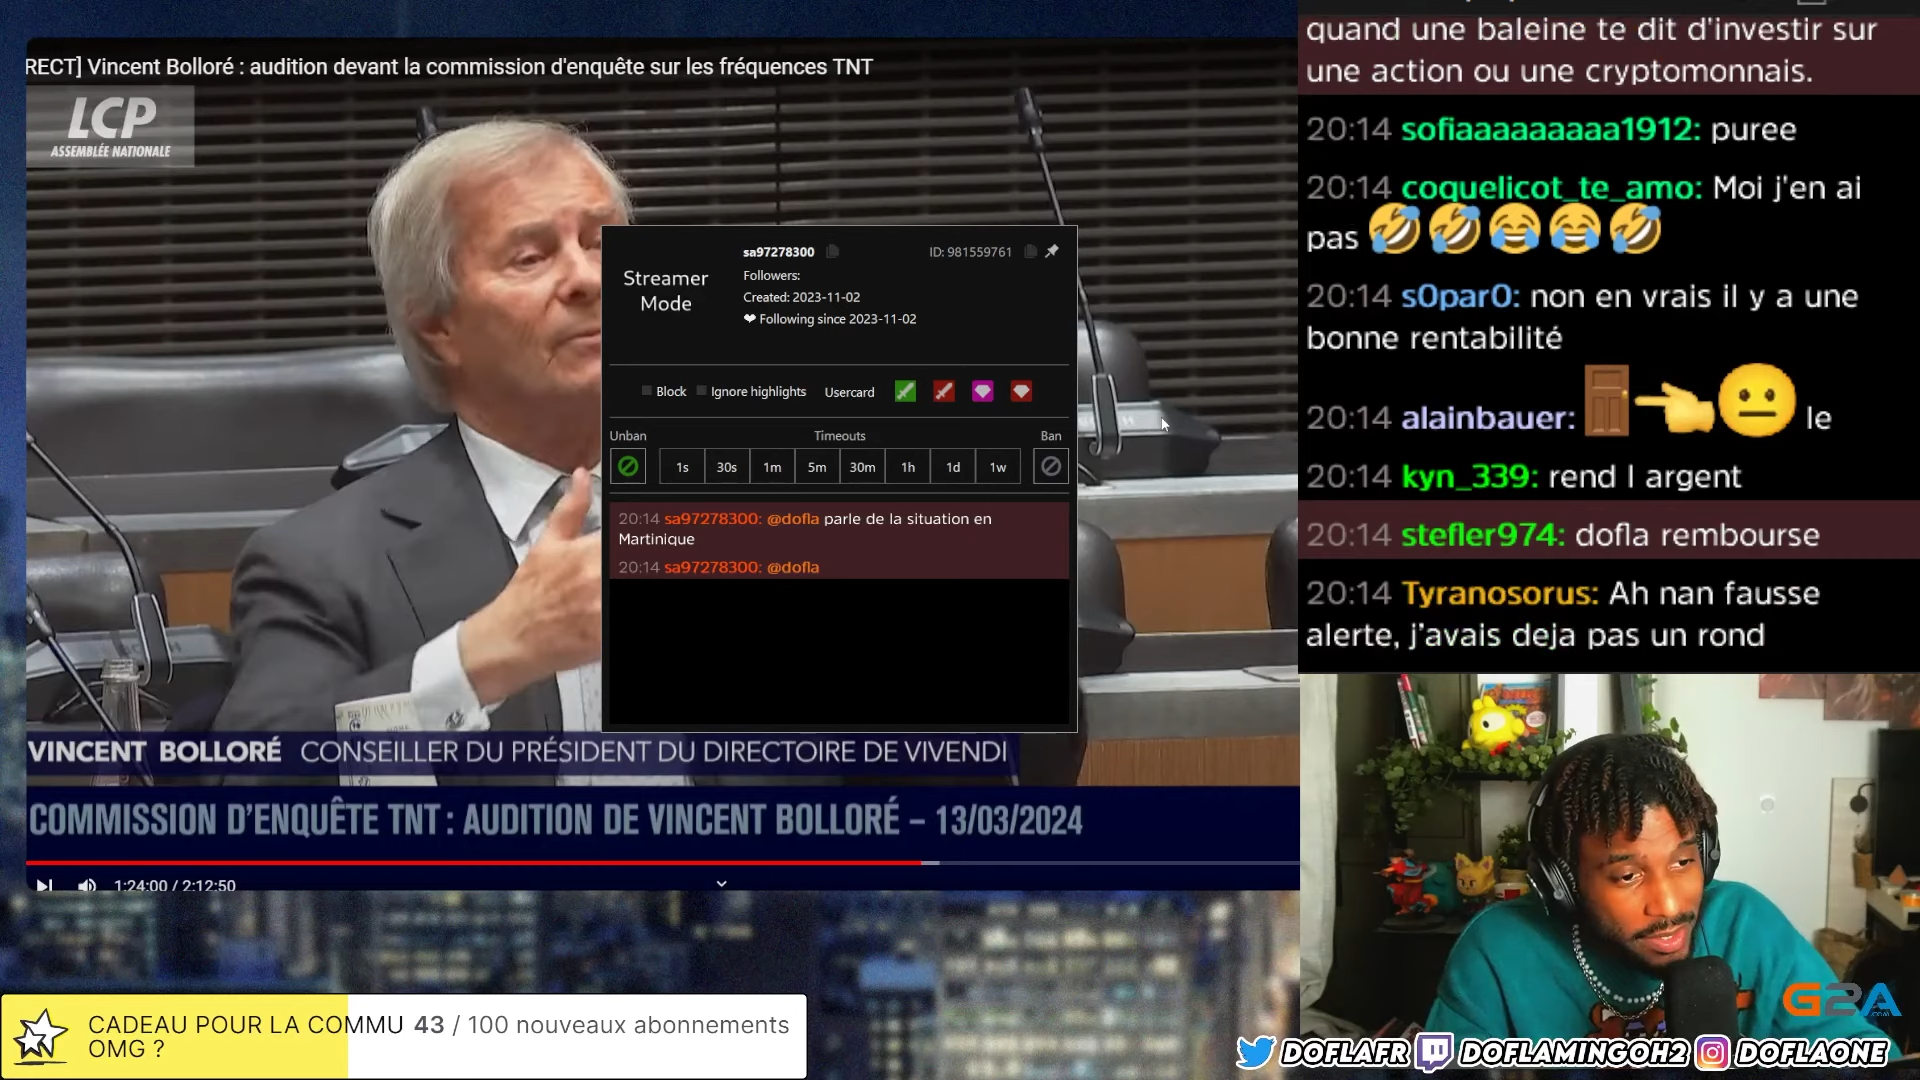 RECT] Vincent Bolloré : audition devant la commission d'enquête sur les fréquences TNT
LCP
ASSEMBLÉE NATIONALE
Streamer
Mode
sa97278300
ID: 981559761
Followers:
Created: 2023-11-02
❤ Following since 2023-11-02
Block
Ignore highlights
Usercard
Unban
Timeouts
Ban
1s
30s
1m
5m
30m
1h
1d
1w
20:14 sa97278300: @dofla parle de la situation en
Martinique
20:14 sa97278300: @dofla
VINCENT BOLLORÉ CONSEILLER DU PRÉSIDENT DU DIRECTOIRE DE VIVENDI
COMMISSION D'ENQUÊTE TNT : AUDITION DE VINCENT BOLLORÉ – 13/03/2024
1:24:00 / 2:12:50
CADEAU POUR LA COMMU 43 / 100 nouveaux abonnements
OMG ?
quand une baleine te dit d'investir sur
une action ou une cryptomonnais.
20:14 sofiaaaaaaaaa1912: puree
20:14 coquelicot_te_amo: Moi j'en ai
pas 🤣🤣😂😂🤣
20:14 s0par0: non en vrais il y a une
bonne rentabilité
20:14 alainbauer: 🚪👈😐 le
20:14 kyn_339: rend l argent
20:14 stefler974: dofla rembourse
20:14 Tyranosorus: Ah nan fausse
alerte, j'avais deja pas un rond
G2A
.COM
DOFLAFR DOFLAMINGOH2 DOFLAONE